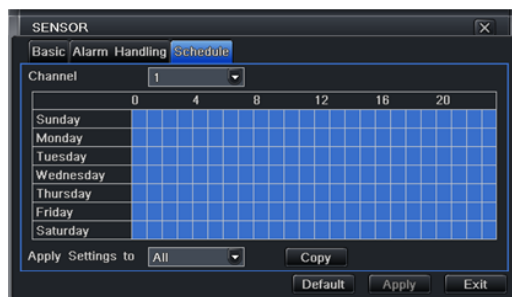 SENSOR
Basic Alarm Handling Schedule
Channel 1
0 4 8 12 16 20
Sunday
Monday
Tuesday
Wednesday
Thursday
Friday
Saturday
Apply Settings to All Copy
Default Apply Exit